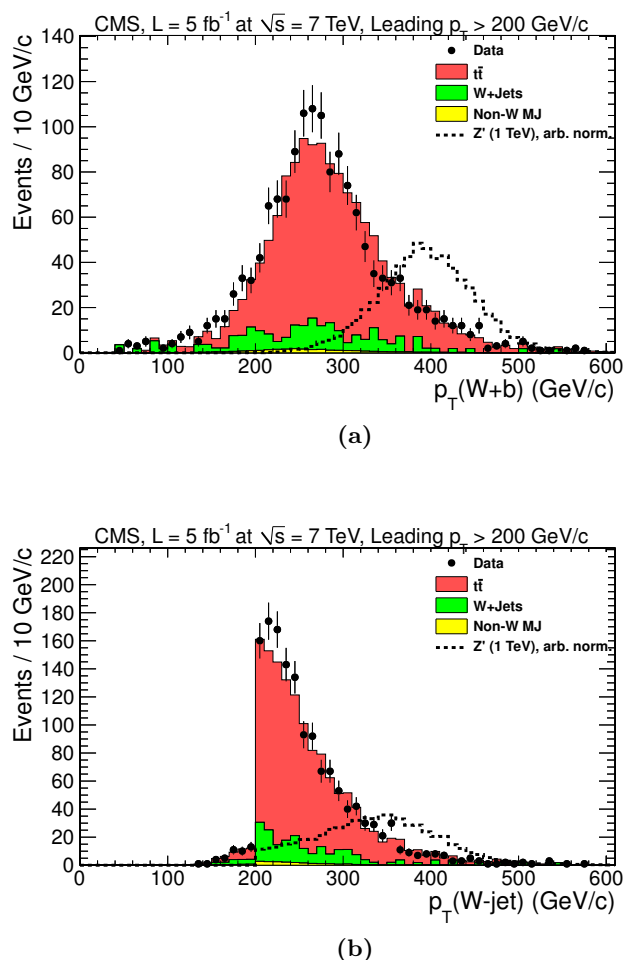 CMS, L = 5 fb⁻¹ at √s = 7 TeV, Leading p_T > 200 GeV/c
Events / 10 GeV/c
140
120
100
80
60
40
20
0
Data
tt̄
W+Jets
Non-W MJ
Z' (1 TeV), arb. norm.
0 100 200 300 400 500 600
p_T(W+b) (GeV/c)
(a)
CMS, L = 5 fb⁻¹ at √s = 7 TeV, Leading p_T > 200 GeV/c
Events / 10 GeV/c
220
200
180
160
140
120
100
80
60
40
20
0
Data
tt̄
W+Jets
Non-W MJ
Z' (1 TeV), arb. norm.
0 100 200 300 400 500 600
p_T(W-jet) (GeV/c)
(b)